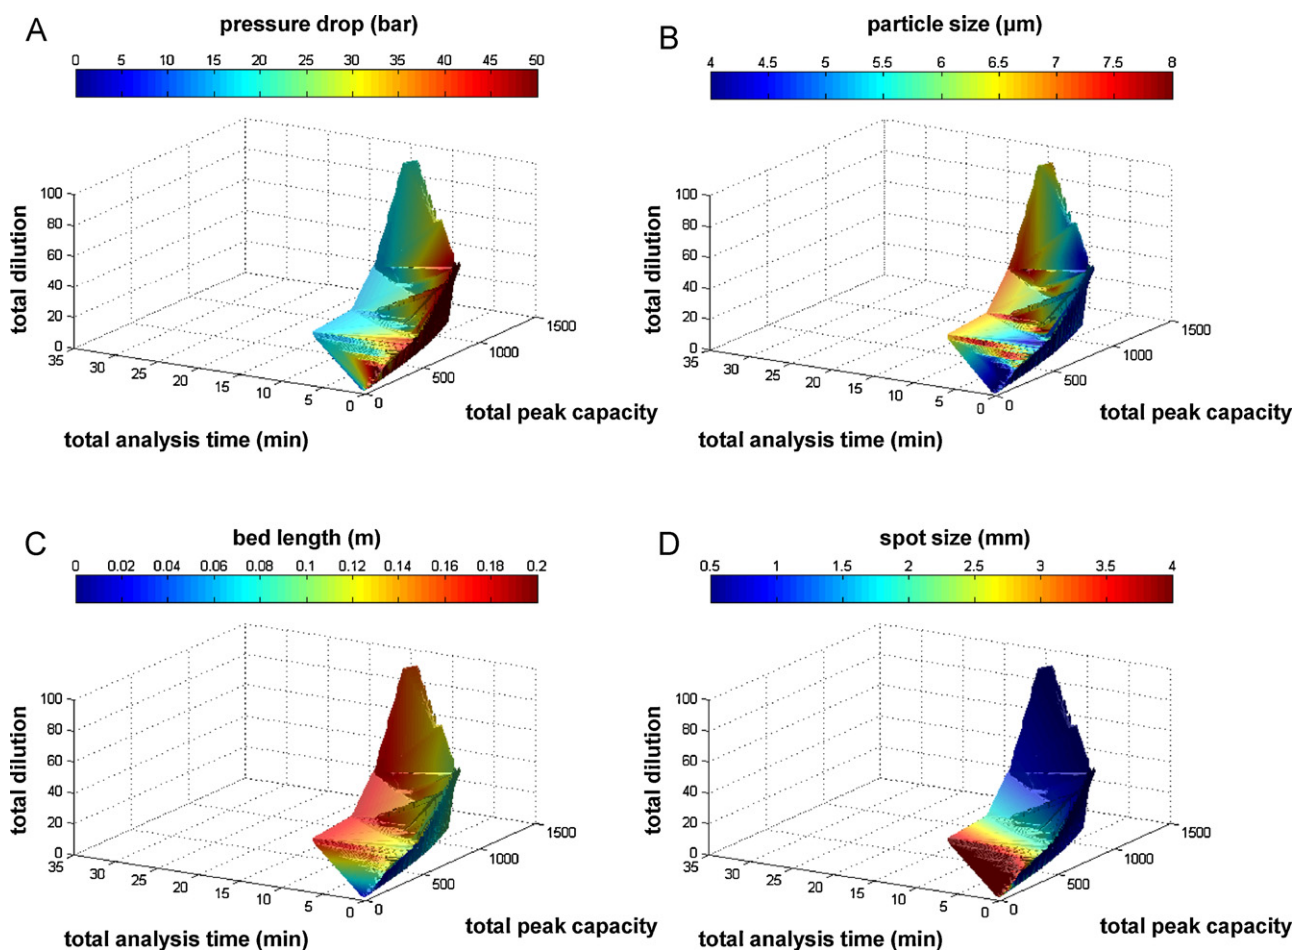 A
pressure drop (bar)
0 5 10 15 20 25 30 35 40 45 50
total dilution
100
80
60
40
20
0
35 30 25 20 15 10 5 0
0 500 1000 1500
total peak capacity
total analysis time (min)
B
particle size (µm)
4 4.5 5 5.5 6 6.5 7 7.5 8
total dilution
100
80
60
40
20
0
35 30 25 20 15 10 5 0
0 500 1000 1500
total peak capacity
total analysis time (min)
C
bed length (m)
0 0.02 0.04 0.06 0.08 0.1 0.12 0.14 0.16 0.18 0.2
total dilution
100
80
60
40
20
0
35 30 25 20 15 10 5 0
0 500 1000 1500
total peak capacity
total analysis time (min)
D
spot size (mm)
0.5 1 1.5 2 2.5 3 3.5 4
total dilution
100
80
60
40
20
0
35 30 25 20 15 10 5 0
0 500 1000 1500
total peak capacity
total analysis time (min)